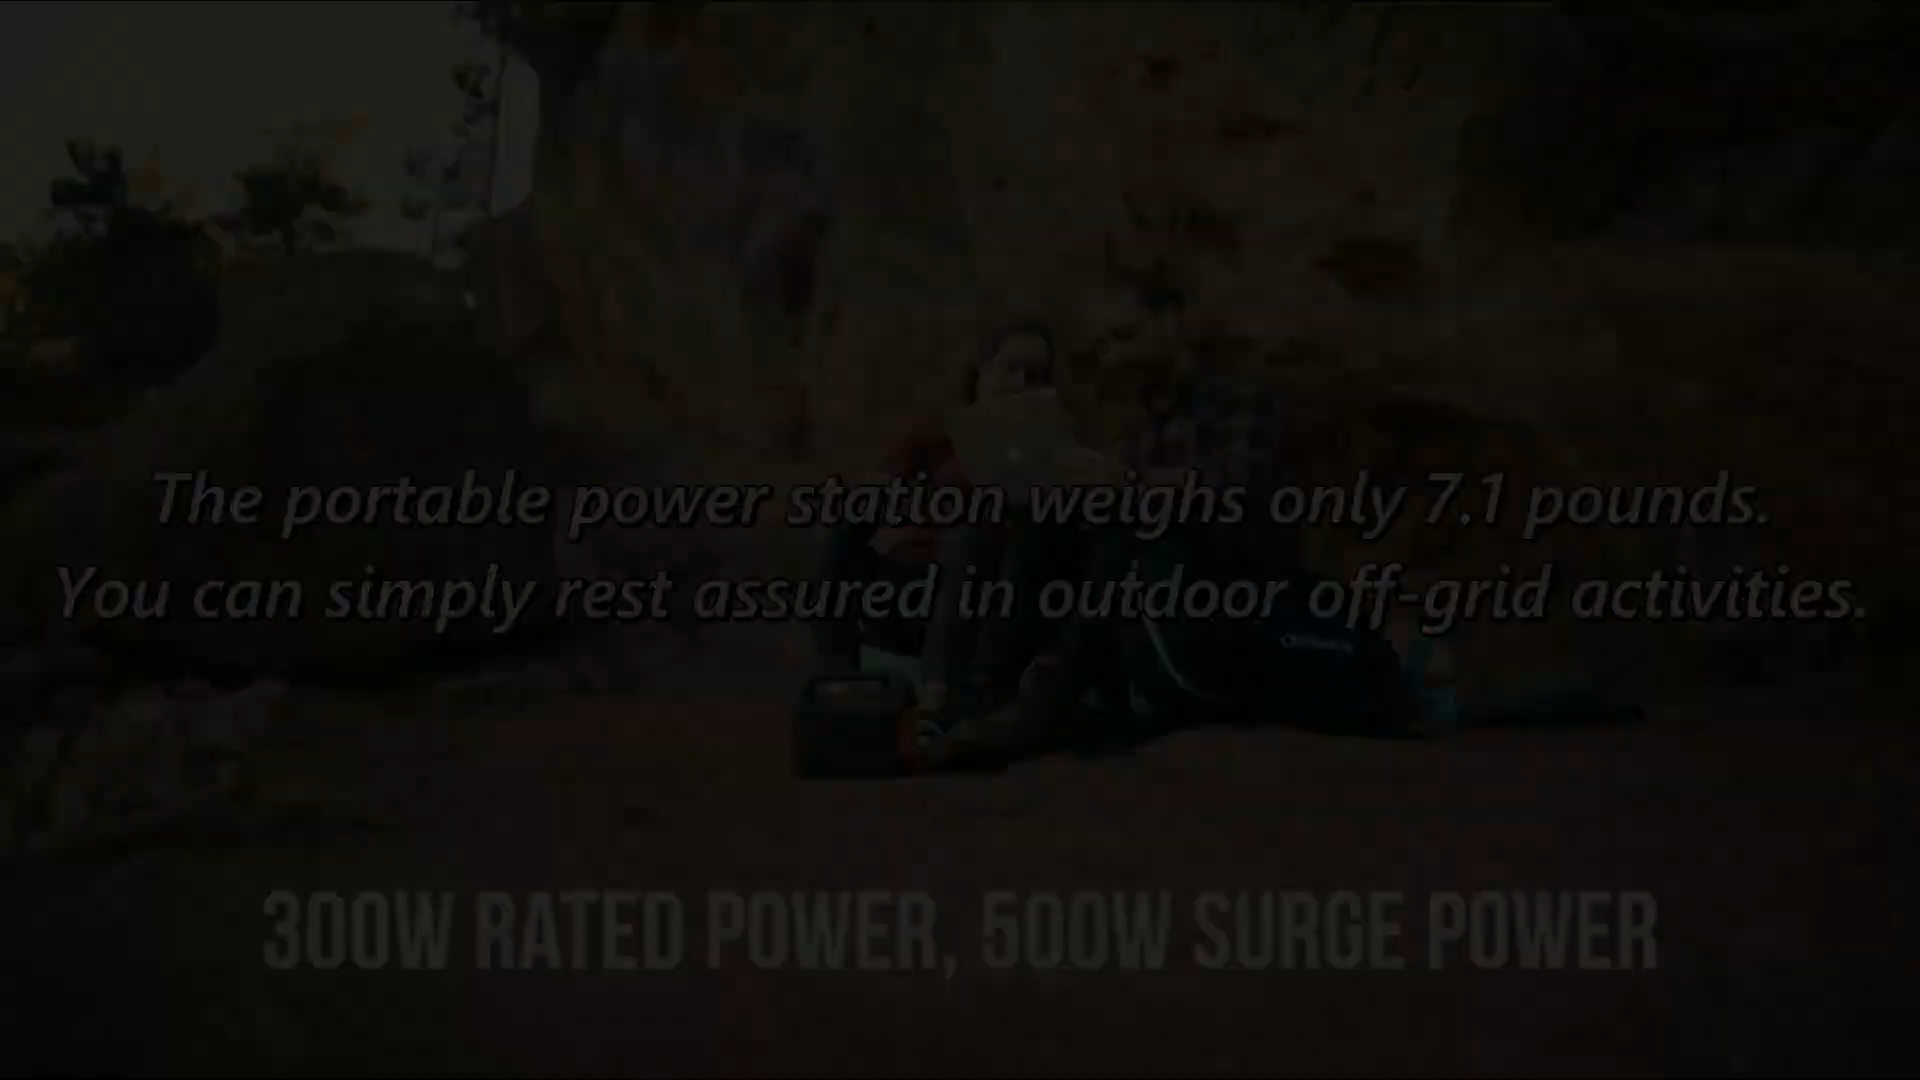 The portable power station weighs only 7.1 pounds.
You can simply rest assured in outdoor off-grid activities.
300W RATED POWER, 500W SURGE POWER